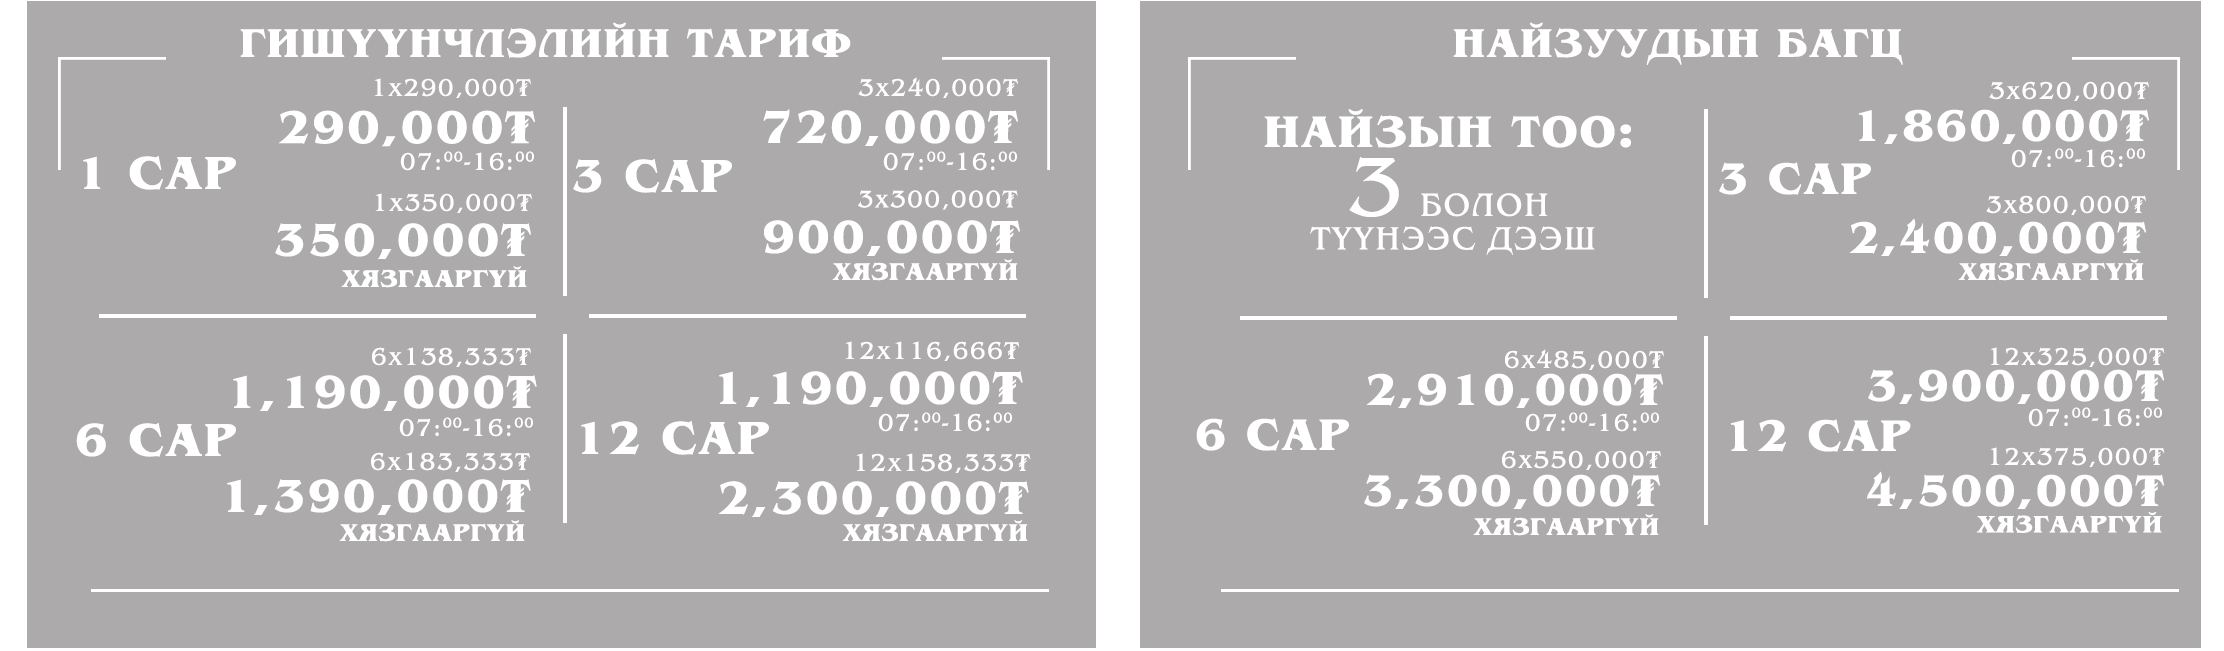 ГИШҮҮНЧЛЭЛИЙН ТАРИФ
1x290,000₮
290,000₮
07:00-16:00
1 САР
1x350,000₮
350,000₮
ХЯЗГААРГҮЙ
3x240,000₮
720,000₮
07:00-16:00
3 САР
3x300,000₮
900,000₮
ХЯЗГААРГҮЙ
6x138,333₮
1,190,000₮
07:00-16:00
6 САР
6x183,333₮
1,390,000₮
ХЯЗГААРГҮЙ
12x116,666₮
1,190,000₮
07:00-16:00
12 САР
12x158,333₮
2,300,000₮
ХЯЗГААРГҮЙ
НАЙЗУУДЫН БАГЦ
НАЙЗЫН ТОО:
3 БОЛОН
ТҮҮНЭЭС ДЭЭШ
3x620,000₮
1,860,000₮
07:00-16:00
3 САР
3x800,000₮
2,400,000₮
ХЯЗГААРГҮЙ
6x485,000₮
2,910,000₮
07:00-16:00
6 САР
6x550,000₮
3,300,000₮
ХЯЗГААРГҮЙ
12x325,000₮
3,900,000₮
07:00-16:00
12 САР
12x375,000₮
4,500,000₮
ХЯЗГААРГҮЙ